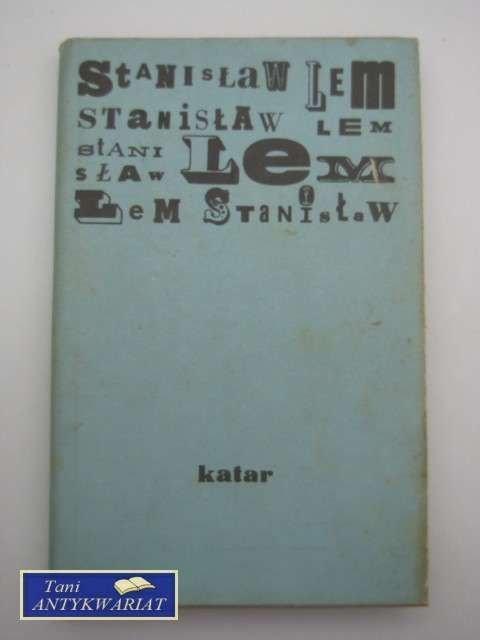 Stanisław Lem
Stanisław Lem
Stani
sław Lem
Lem Stanisław
katar
Tani
ANTYKWARIAT